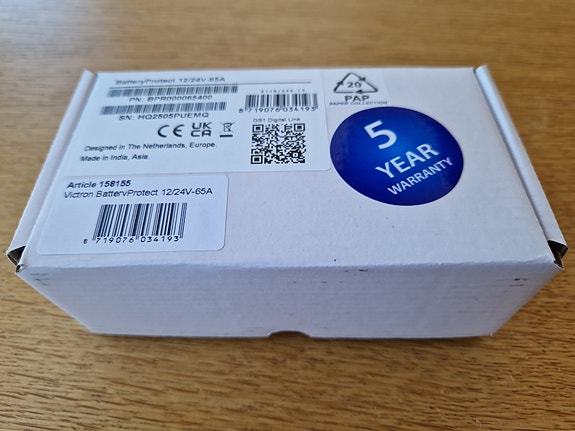 BatteryProtect 12/24V-65A
PN: BPR000065400
8 719076 034193
SN: HQ2505PUEMQ
GS1 Digital Link
CE UK CA
Designed in The Netherlands, Europe.
Made in India, Asia.
20
PAP
PAPER COLLECTION
5
YEAR
WARRANTY
Article 158155
Victron BatteryProtect 12/24V-65A
8 719076 034193